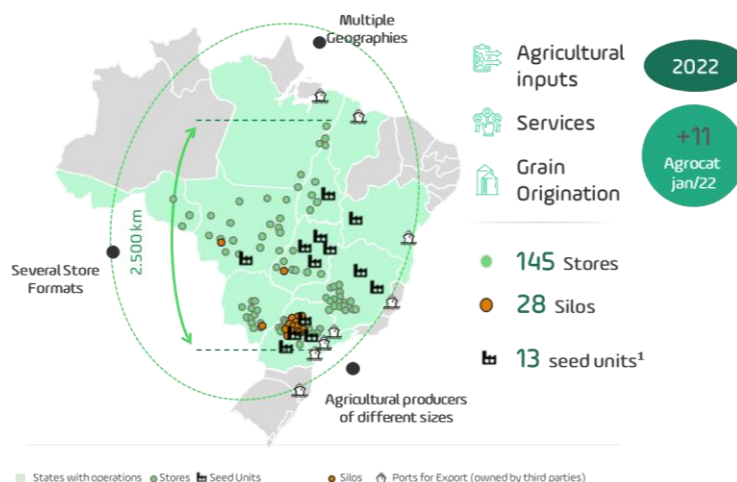 Multiple
Geographies
Agricultural
inputs
2022
Services
+11
Agrocat
jan/22
Grain
Origination
2.500 km
Several Store
Formats
145 Stores
28 Silos
13 seed units¹
Agricultural producers
of different sizes
States with operations Stores Seed Units Silos Ports for Export (owned by third parties)